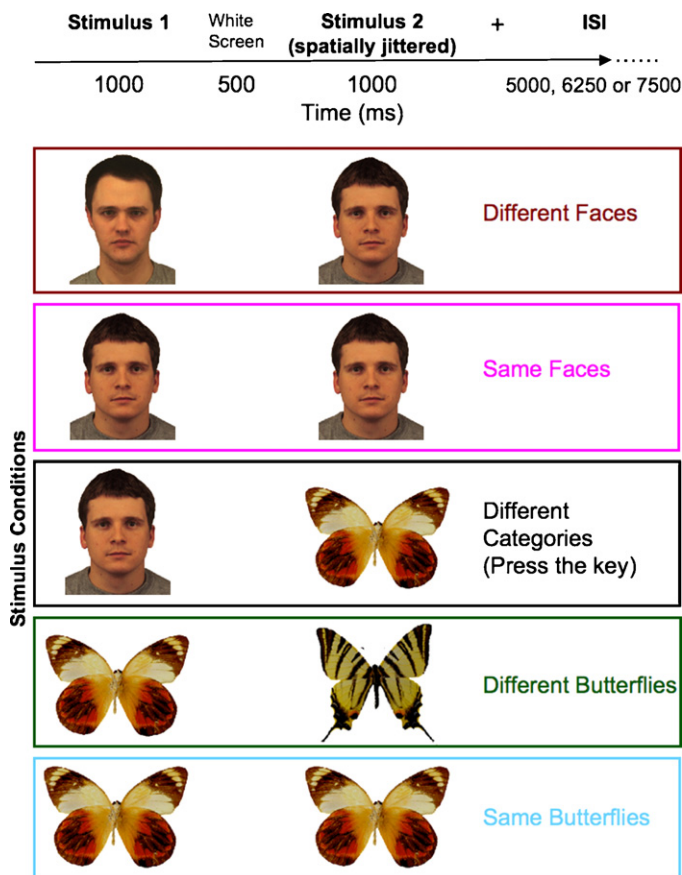 Stimulus 1 White Screen Stimulus 2 (spatially jittered) + ISI
1000 500 1000 5000, 6250 or 7500
Time (ms)
Stimulus Conditions
Different Faces
Same Faces
Different
Categories
(Press the key)
Different Butterflies
Same Butterflies